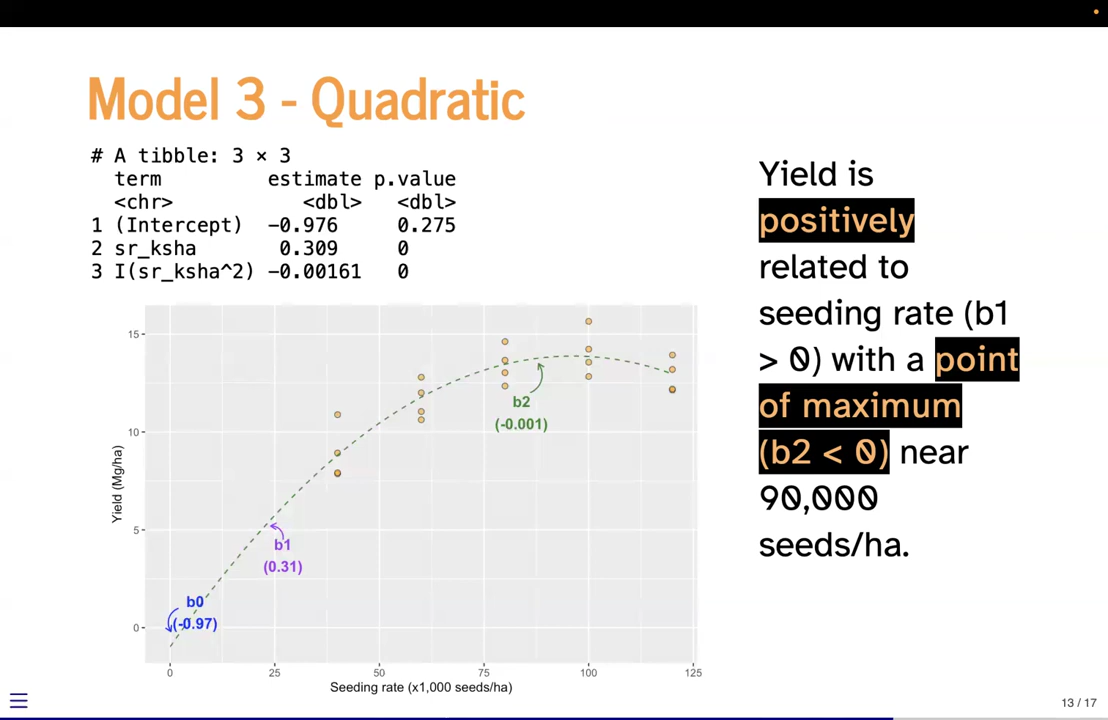 Model 3 - Quadratic
# A tibble: 3 × 3
term estimate p.value
<chr> <dbl> <dbl>
1 (Intercept) -0.976 0.275
2 sr_ksha 0.309 0
3 I(sr_ksha^2) -0.00161 0
Yield is
positively
related to
seeding rate (b1
> 0) with a point
of maximum
(b2 < 0) near
90,000
seeds/ha.
15
10
5
0
Yield (Mg/ha)
b2
(-0.001)
b1
(0.31)
b0
(-0.97)
0 25 50 75 100 125
Seeding rate (x1,000 seeds/ha)
13 / 17